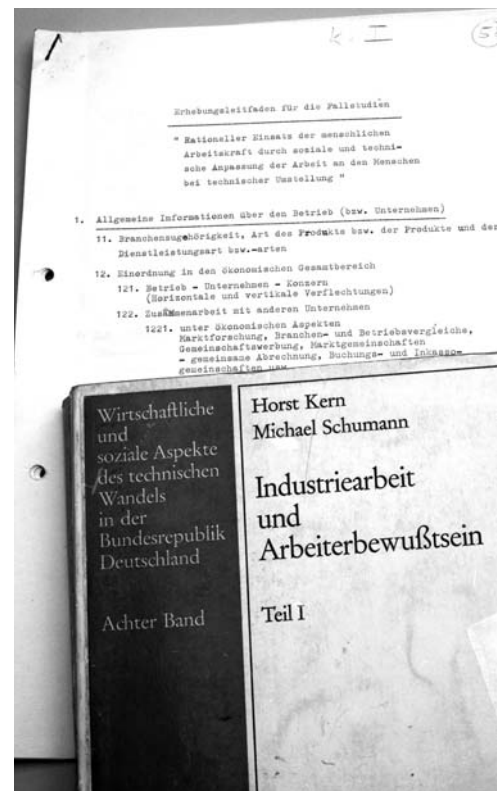 k. I
Erhebungsleitfaden für die Fallstudien
" Rationeller Einsatz der menschlichen
Arbeitskraft durch soziale und techni-
sche Anpassung der Arbeit an den Menschen
bei technischer Umstellung "
1. Allgemeine Informationen über den Betrieb (bzw. Unternehmen)
11. Branchenzugehörigkeit, Art des Produkts bzw. der Produkte und der
Dienstleistungsart bzw.-arten
12. Einordnung in den ökonomischen Gesamtbereich
121. Betrieb - Unternehmen - Konzern
(Horizontale und vertikale Verflechtungen)
122. Zusammenarbeit mit anderen Unternehmen
1221. unter ökonomischen Aspekten
Marktforschung, Branchen- und Betriebsvergleiche,
Gemeinschaftswerbung, Marktgemeinschaften
- gemeinsame Abrechnung, Buchungs- und Inkasso-
gemeinschaften usw.
Wirtschaftliche
und
soziale Aspekte
des technischen
Wandels
in der
Bundesrepublik
Deutschland
Achter Band
Horst Kern
Michael Schumann
Industriearbeit
und
Arbeiterbewußtsein
Teil I